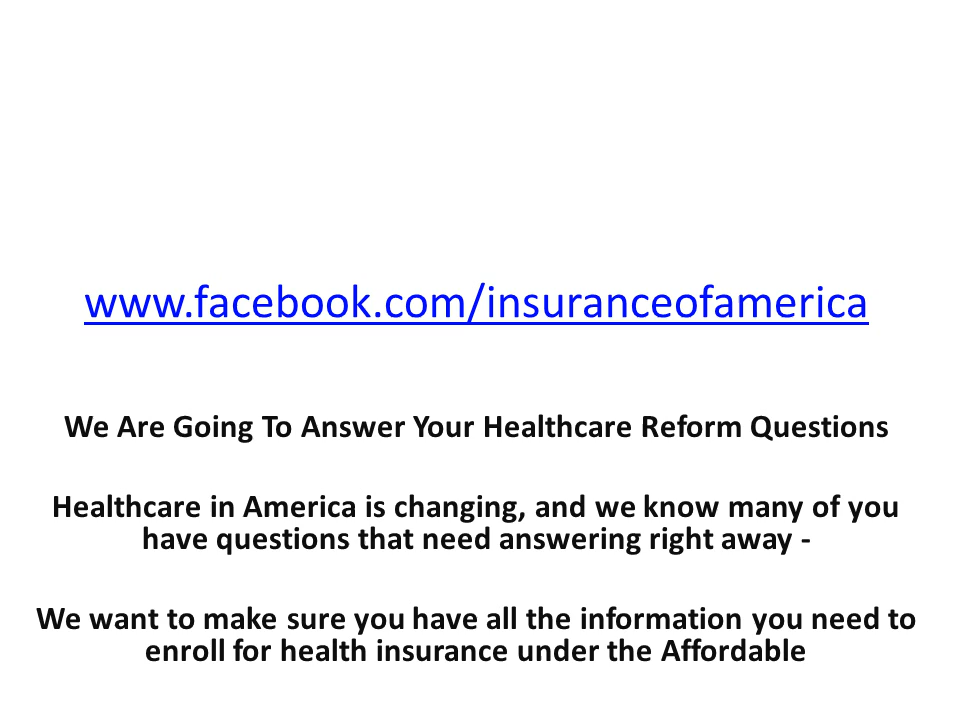 www.facebook.com/insuranceofamerica
We Are Going To Answer Your Healthcare Reform Questions
Healthcare in America is changing, and we know many of you
have questions that need answering right away -
We want to make sure you have all the information you need to
enroll for health insurance under the Affordable